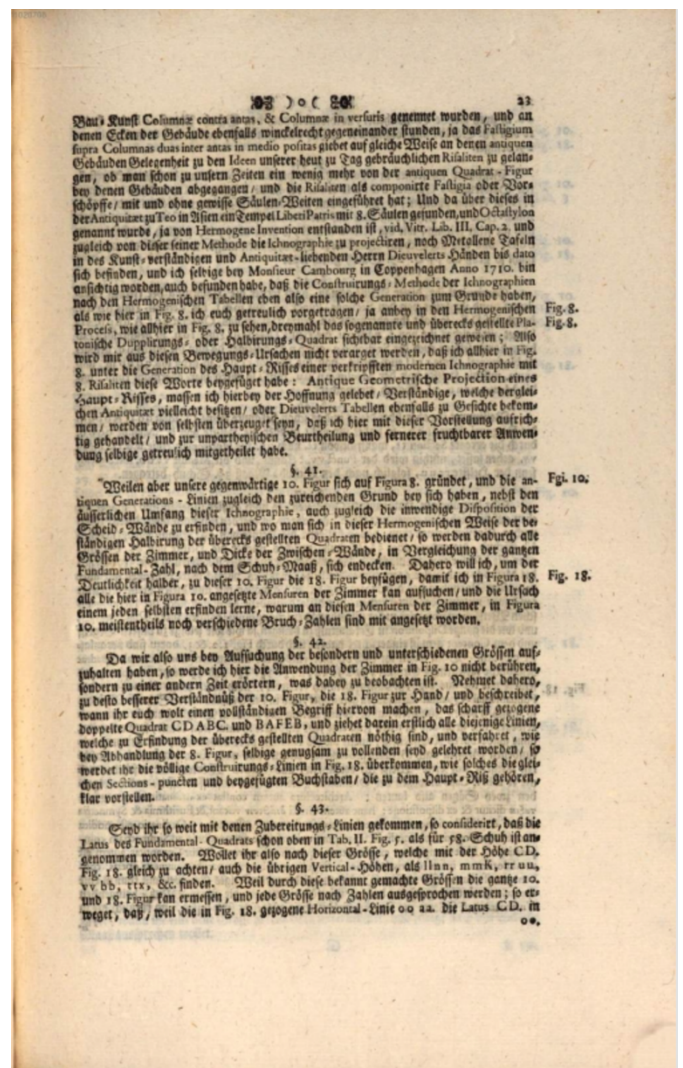 )o( 23
Bau-Kunst Columnæ contra antas, & Columnæ in versuris genennet wurden, und an
denen Ecken der Gebäude ebenfalls winckelrecht gegeneinander stunden, ja das Fastigium
supra Columnas duas inter antas in medio positas giebet auf gleiche Weise an denen antiquen
Gebäuden Gelegenheit zu den Ideen unserer heut zu Tag gebräuchlichen Risaliten zu gelan-
gen, ob man schon zu unsern Zeiten ein wenig mehr von der antiquen Quadrat-Figur
bey denen Gebäuden abgegangen/ und die Risaliten als componirte Fastigia oder Vor-
schöpffe/ mit und ohne gewisse Säulen-Weiten eingeführet hat; Und da über dieses in
der Antiquitæt zu Teo in Asien ein Tempel Liberi Patris mit 8. Säulen gefunden, und Octastylon
genannt wurde, ja von Hermogene Invention entstanden ist, vid. Vitr. Lib. III. Cap. 2. und
zugleich von dieser seiner Methode die Ichnographie zu projectiren, noch Metallene Tafeln
in des Kunst-verständigen und Antiquitæt-liebenden Herrn Dieuvelerts Händen bis dato
sich befinden, und ich selbige bey Monsieur Cambourg in Coppenhagen Anno 1710. bin
ansichtig worden, auch befunden habe, daß die Construirungs-Methode der Ichnographien
nach den Hermogenischen Tabellen eben also eine solche Generation zum Grunde haben,
als wie hier in Fig. 8. ich euch getreulich vorgetragen/ ja anbey in den Hermogenischen Fig. 8.
Process, wie allhier in Fig. 8. zu sehen, dreymahl das sogenannte und übereck gestellte Pla- Fig. 8.
tonische Dupplirungs- oder Halbirungs-Quadrat sichtbar eingezeichnet gewesen; Also
wird mir aus diesen Bewegungs-Ursachen nicht verarget werden, daß ich allhier in Fig.
8. unter die Generation des Haupt-Risses einer verkripfften modernen Ichnographie mit
8. Risaliten diese Worte beygefüget habe: Antique Geometrische Projection eines
Haupt-Risses, massen ich hierbey der Hoffnung gelebet/ Verständige, welche derglei-
chen Antiquitæt vielleicht besitzen/ oder Dieuvelerts Tabellen ebenfalls zu Gesichte bekom-
men/ werden von selbsten überzeuget seyn, daß ich hier mit dieser Vorstellung aufrich-
tig gehandelt/ und zur unpartheyischen Beurtheilung und fernerer fruchtbarer Anwen-
dung selbige getreulich mitgetheilet habe.
§. 41.
Weilen aber unsere gegenwärtige 10. Figur sich auf Figura 8. gründet, und die an- Fgi. 10.
tiquen Generations-Linien zugleich den zureichenden Grund bey sich haben, nebst den
äusserlichen Umfang dieser Ichnographie, auch zugleich die inwendige Disposition der
Scheid-Wände zu erfinden, und wo man sich in dieser Hermogenischen Weise der be-
ständigen Halbirung der übereck gestellten Quadraten bedienet/ so werden dadurch alle
Grössen der Zimmer, und Dicke der Zwischen-Wände, in Vergleichung der gantzen
Fundamental-Zahl, nach dem Schuh-Maaß, sich endecken. Dahero will ich, um der
Deutlichkeit halber, zu dieser 10. Figur die 18. Figur beyfügen, damit ich in Figura 18. Fig. 18.
alle die hier in Figura 10. angesetzte Mensuren der Zimmer kan aufsuchen/ und die Ursach
einem jeden selbsten erfinden lerne, warum an diesen Mensuren der Zimmer, in Figura
10. meistentheils noch verschiedene Bruch-Zahlen sind mit angesetzt worden.
§. 42.
Da wir also uns bey Auffsuchung der besondern und unterschiedenen Grössen auf-
zuhalten haben, so werde ich hier die Anwendung der Zimmer in Fig. 10 nicht berühren,
sondern zu einer andern Zeit erörtern, was dabey zu beobachten ist. Nehmet dahero,
zu desto besserer Verständnüß der 10. Figur, die 18. Figur zur Hand/ und beschreibet,
wann ihr euch wolt einen vollständigen Begriff hiervon machen, das scharff gezogene
doppelte Quadrat CDABC. und BAFEB, und ziehet darein erstlich alle diejenige Linien,
welche zu Erfindung der übereck gestellten Quadraten nöthig sind, und verfahret, wie
bey Abhandlung der 8. Figur, selbige genugsam zu vollenden seyd gelehret worden/ so
werdet ihr die völlige Construirungs-Linien in Fig. 18. überkommen, wie solches die glei-
chen Sections-puncten und beygefügten Buchstaben/ die zu dem Haupt-Riß gehören,
klar vorstellen.
§. 43.
Seyd ihr so weit mit denen Zubereitungs-Linien gekommen, so considerirt, daß die
Latus des Fundamental-Quadrats schon oben in Tab. II. Fig. 5. als für 58. Schuh ist an-
genommen worden. Wollet ihr also nach dieser Grösse, welche mit der Höhe CD.
Fig. 18. gleich zu achten/ auch die übrigen Vertical-Höhen, als llnn, mmK, rruu,
vvbb, ttx, &c. finden. Weil durch diese bekannt gemachte Grössen die gantze 10.
und 18. Figur kan ermessen, und jede Grösse nach Zahlen ausgesprochen werden; so er-
weget, daß, weil die in Fig. 18. gezogene Horizontal-Linie oo 22. die Latus CD. in
oo.